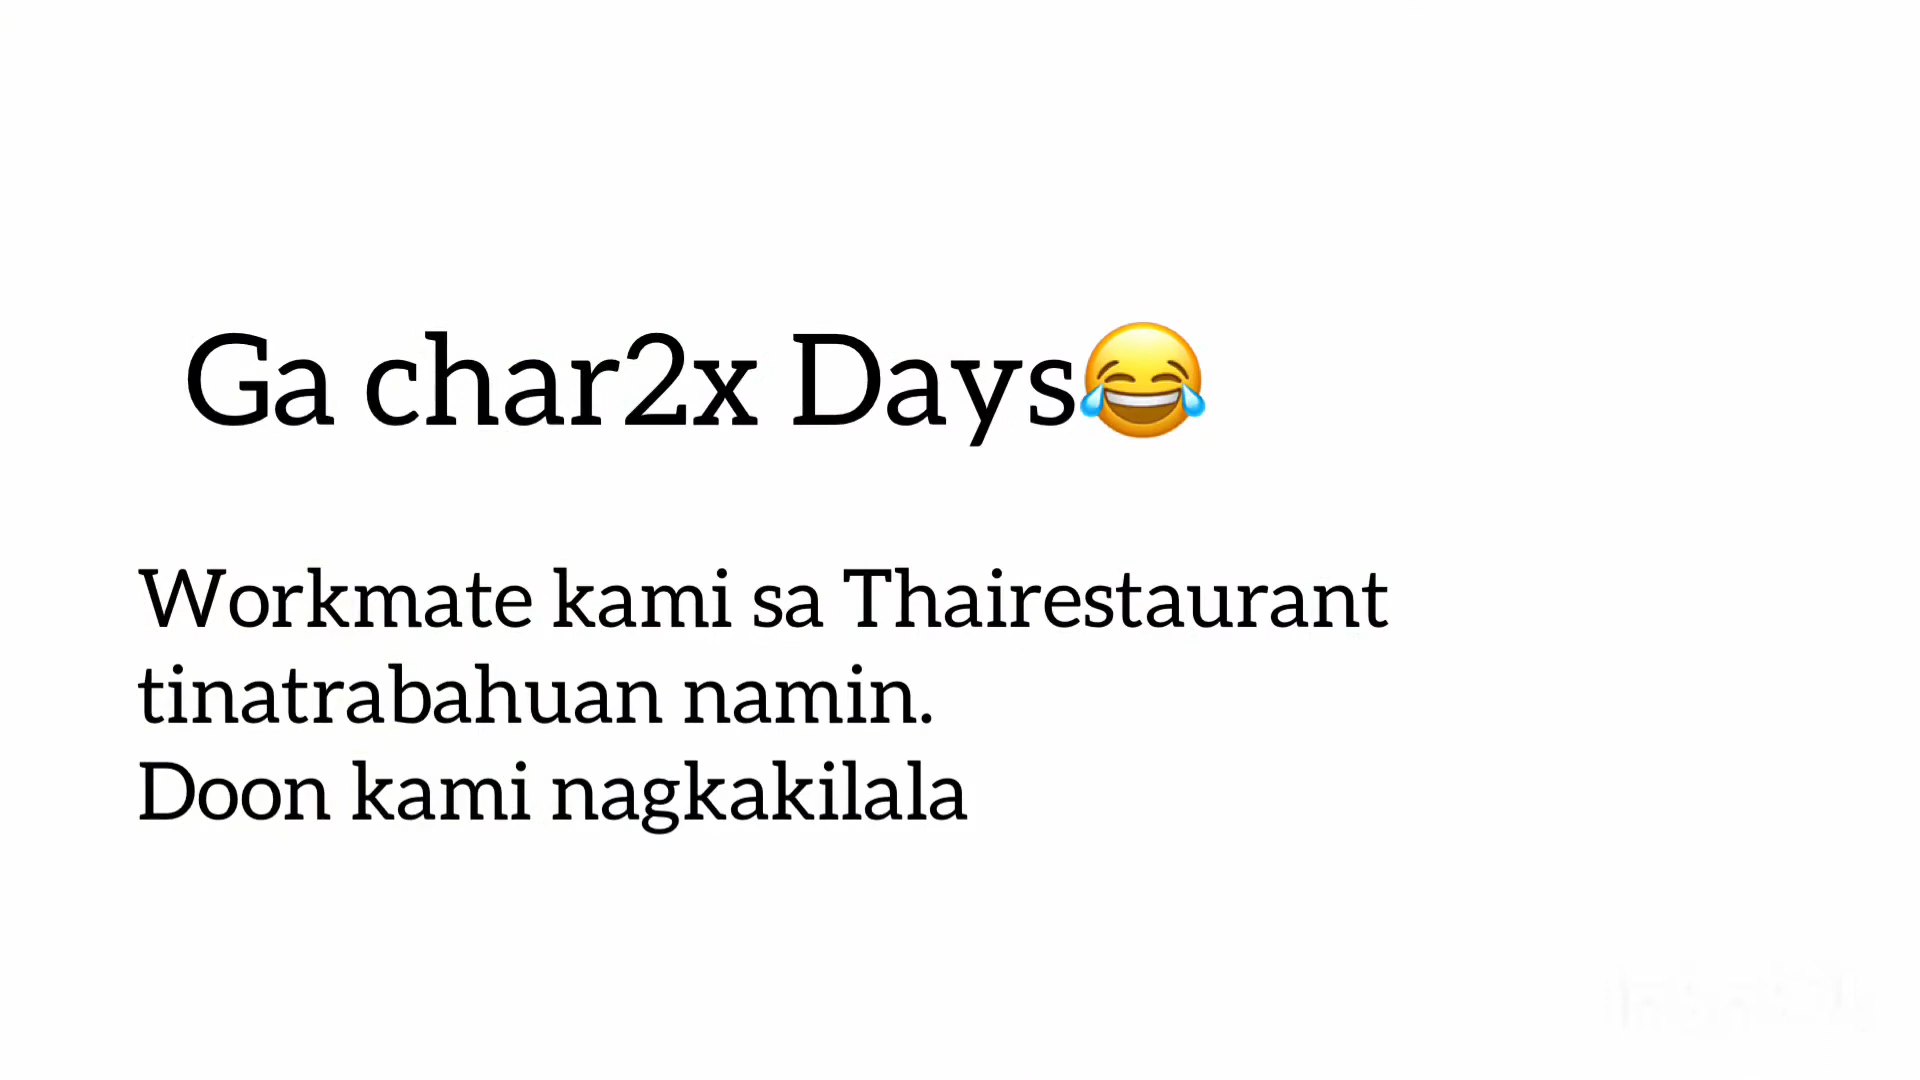 Ga char2x Days😂
Workmate kami sa Thairestaurant
tinatrabahuan namin.
Doon kami nagkakilala